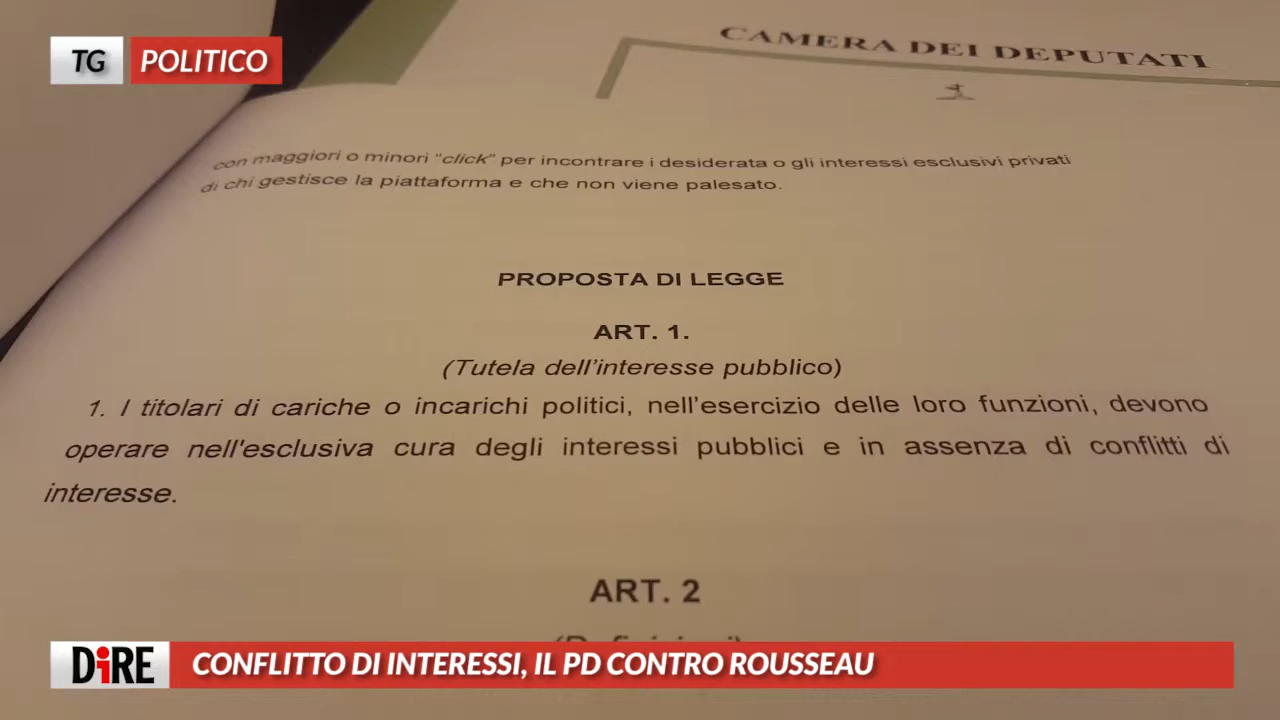 TG POLITICO
CAMERA DEI DEPUTATI
con maggiori o minori "click" per incontrare i desiderata o gli interessi esclusivi privati
di chi gestisce la piattaforma e che non viene palesato.
PROPOSTA DI LEGGE
ART. 1.
(Tutela dell'interesse pubblico)
1. I titolari di cariche o incarichi politici, nell'esercizio delle loro funzioni, devono
operare nell'esclusiva cura degli interessi pubblici e in assenza di conflitti di
interesse.
ART. 2
(Definizioni)
DiRE CONFLITTO DI INTERESSI, IL PD CONTRO ROUSSEAU